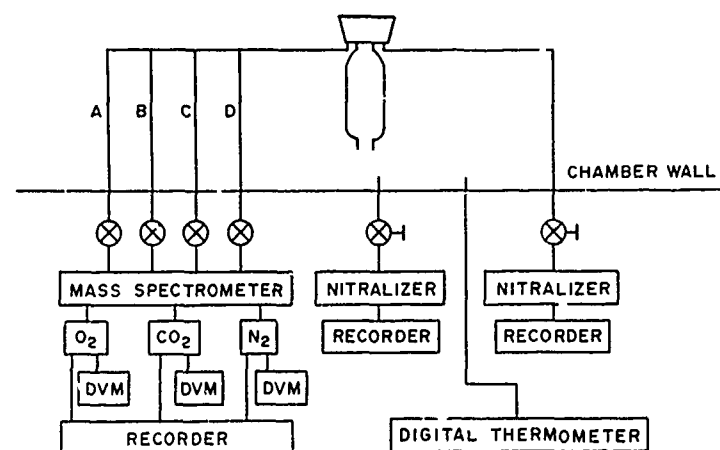 A B C D
CHAMBER WALL
MASS SPECTROMETER
NITRALIZER
NITRALIZER
O₂
CO₂
N₂
RECORDER
RECORDER
DVM
DVM
DVM
RECORDER
DIGITAL THERMOMETER